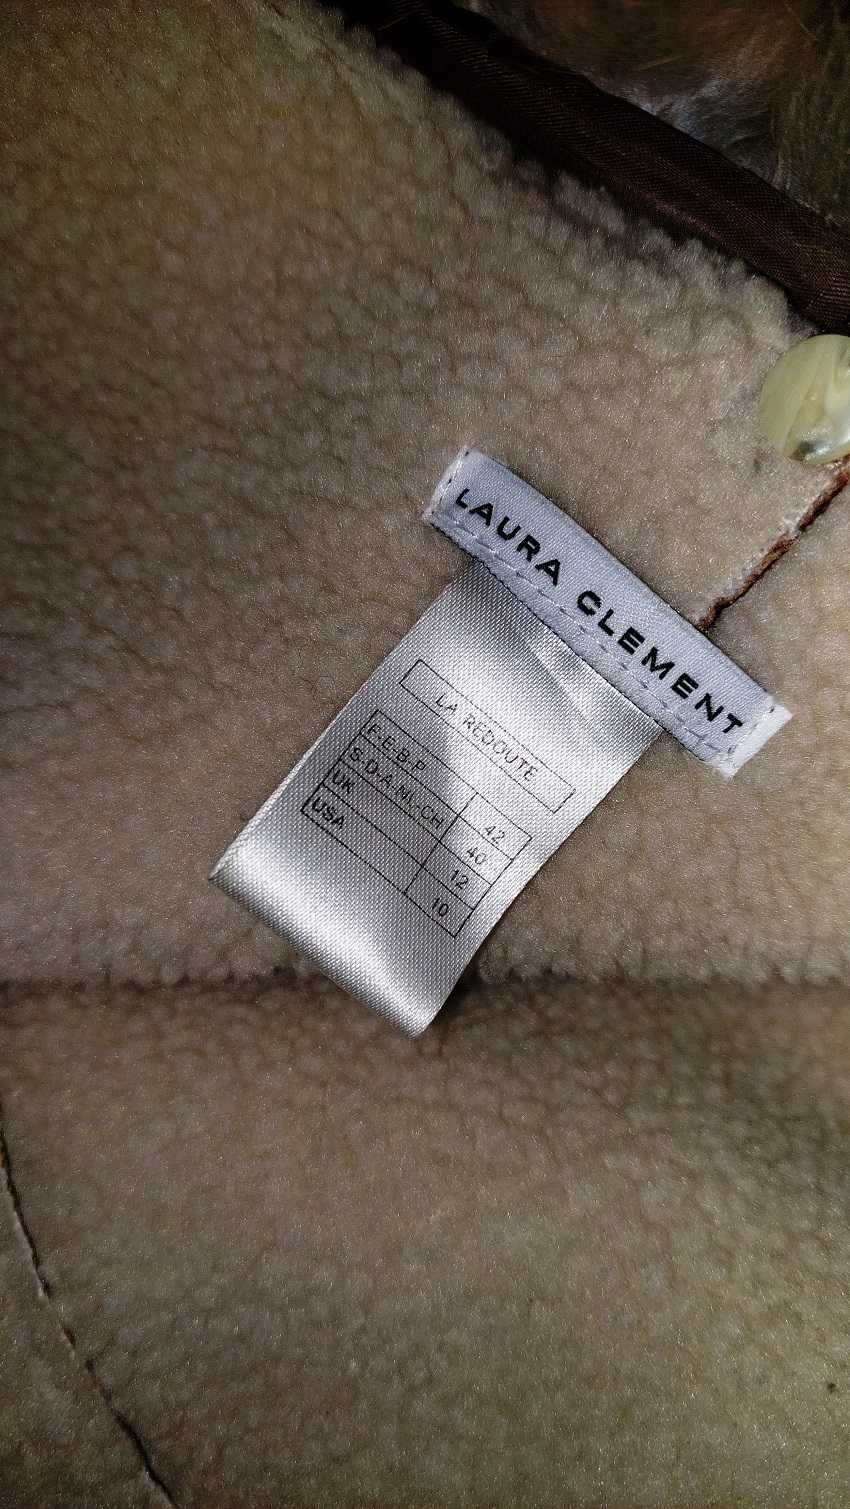 LAURA CLEMENT
LA REDOUTE
F-E-B-P 42
S-D-A-NL-CH 40
UK 12
USA 10